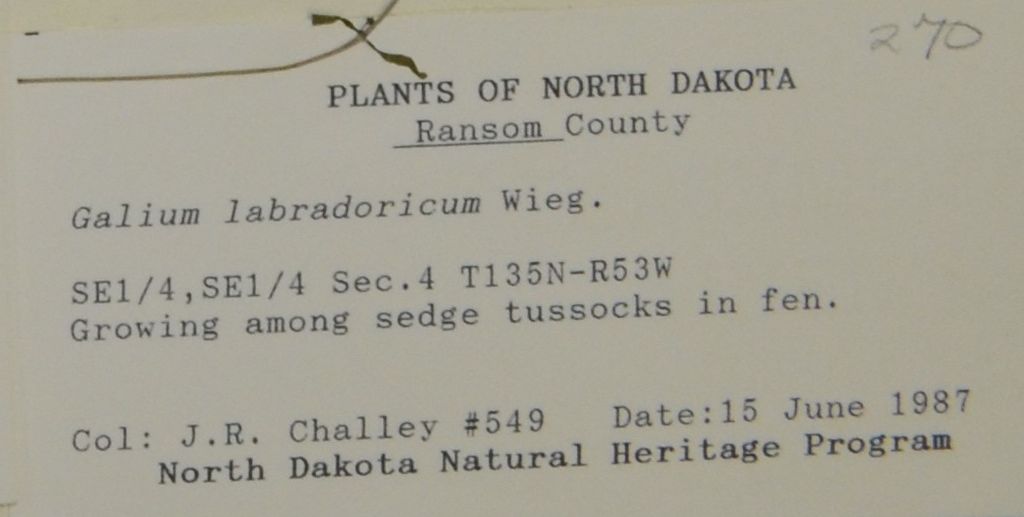 270
PLANTS OF NORTH DAKOTA
Ransom County
Galium labradoricum Wieg.
SE1/4,SE1/4 Sec.4 T135N-R53W
Growing among sedge tussocks in fen.
Col: J.R. Challey #549 Date:15 June 1987
North Dakota Natural Heritage Program